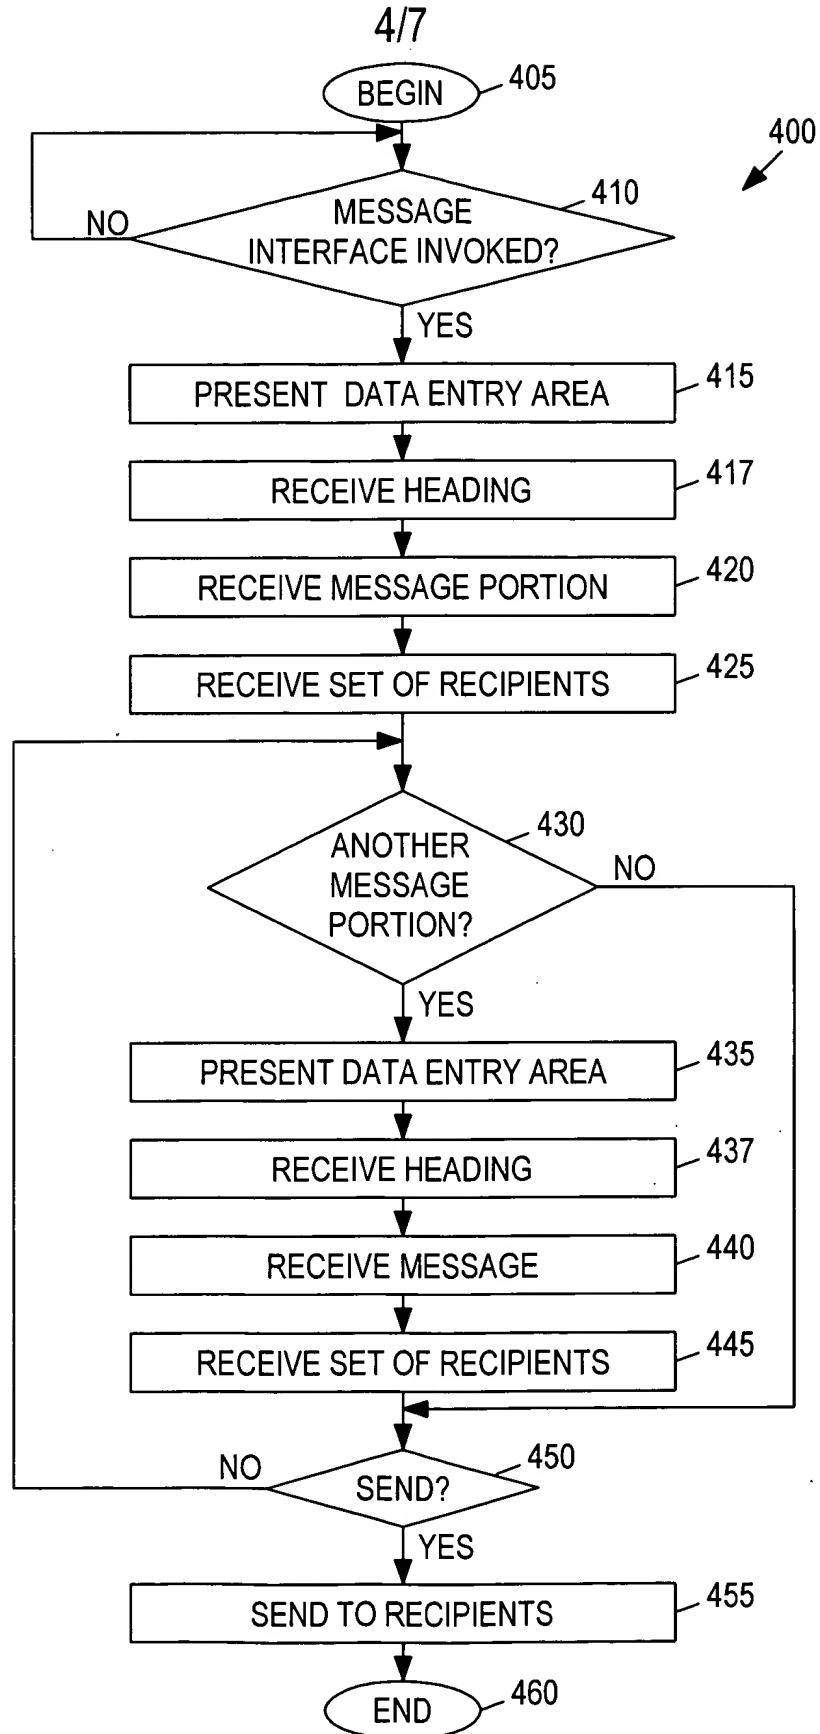 4/7
BEGIN
405
400
NO
MESSAGE
INTERFACE INVOKED?
410
YES
PRESENT DATA ENTRY AREA
415
RECEIVE HEADING
417
RECEIVE MESSAGE PORTION
420
RECEIVE SET OF RECIPIENTS
425
ANOTHER
MESSAGE
PORTION?
430
NO
YES
PRESENT DATA ENTRY AREA
435
RECEIVE HEADING
437
RECEIVE MESSAGE
440
RECEIVE SET OF RECIPIENTS
445
NO
SEND?
450
YES
SEND TO RECIPIENTS
455
END
460